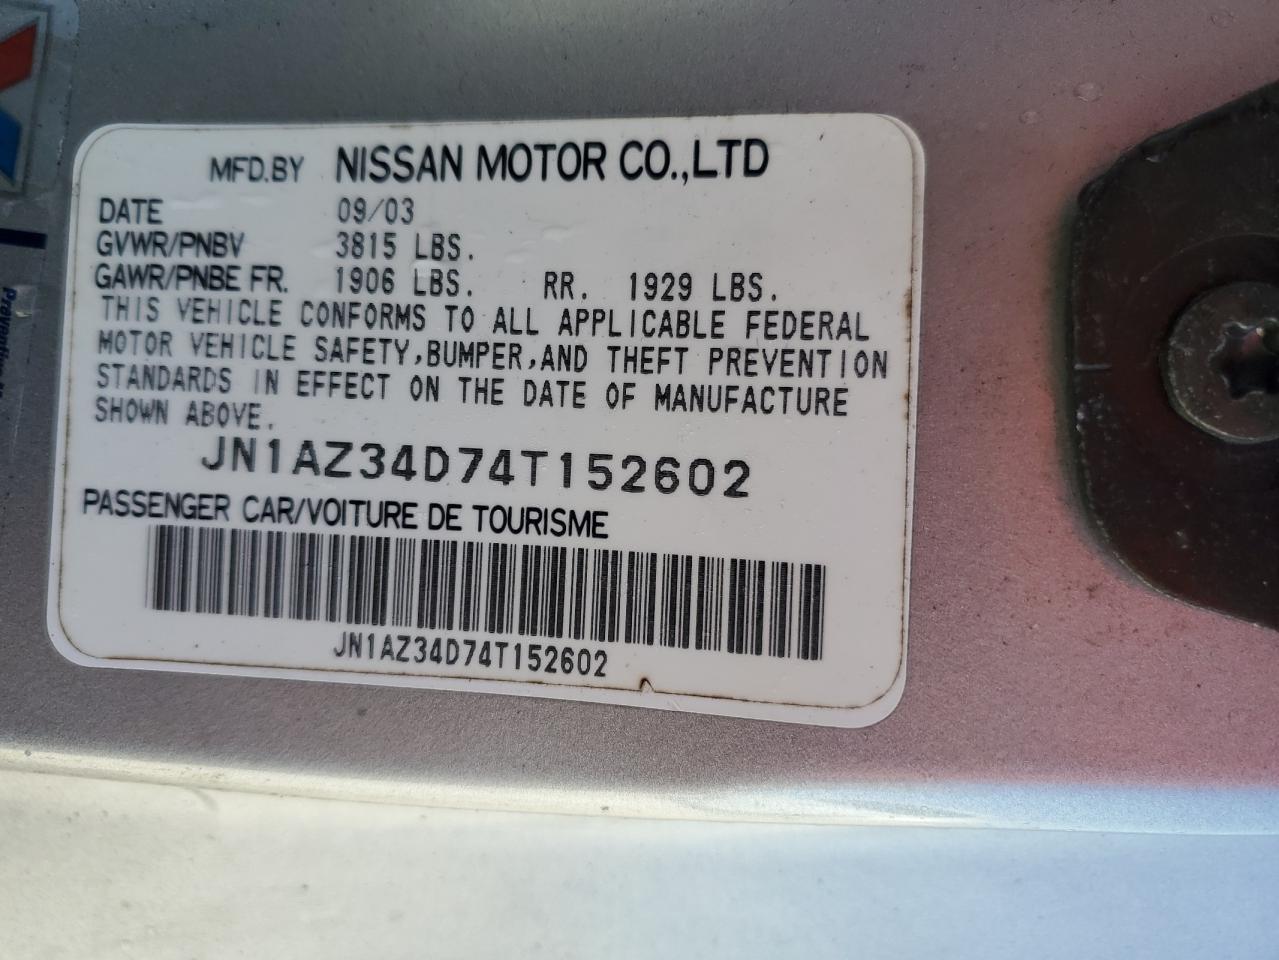 MFD.BY NISSAN MOTOR CO.,LTD
DATE 09/03
GVWR/PNBV 3815 LBS.
GAWR/PNBE FR. 1906 LBS. RR. 1929 LBS.
THIS VEHICLE CONFORMS TO ALL APPLICABLE FEDERAL
MOTOR VEHICLE SAFETY,BUMPER,AND THEFT PREVENTION
STANDARDS IN EFFECT ON THE DATE OF MANUFACTURE
SHOWN ABOVE.
JN1AZ34D74T152602
PASSENGER CAR/VOITURE DE TOURISME
JN1AZ34D74T152602